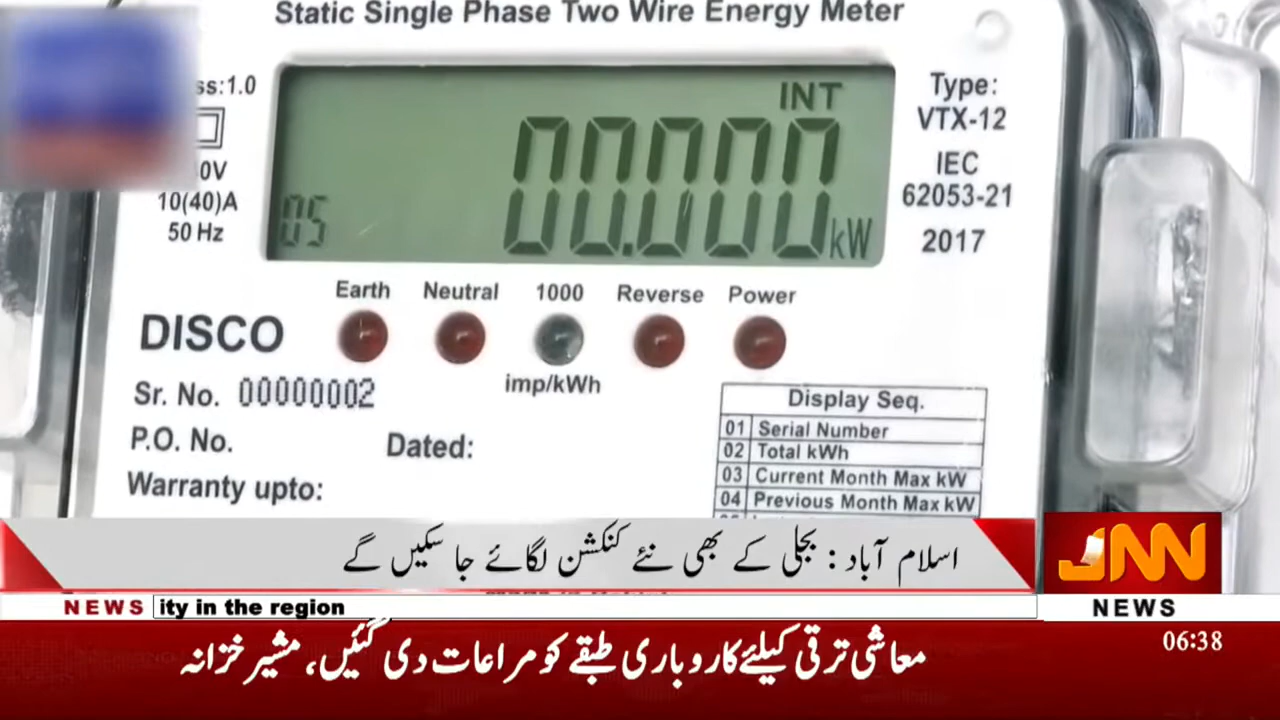 Static Single Phase Two Wire Energy Meter
ss:1.0
0V
10(40)A
50 Hz
INT
00.000 kW
05
Type:
VTX-12
IEC
62053-21
2017
Earth Neutral 1000 Reverse Power
imp/kWh
DISCO
Sr. No. 00000002
P.O. No. Dated:
Warranty upto:
Display Seq.
01 Serial Number
02 Total kWh
03 Current Month Max kW
04 Previous Month Max kW
اسلام آباد : بجلی کے بھی نئے کنکشن لگائے جا سکیں گے
JNN
NEWS
NEWS ity in the region
معاشی ترقی کیلئے کاروباری طبقے کو مراعات دی گئیں، مشیر خزانہ
06:38